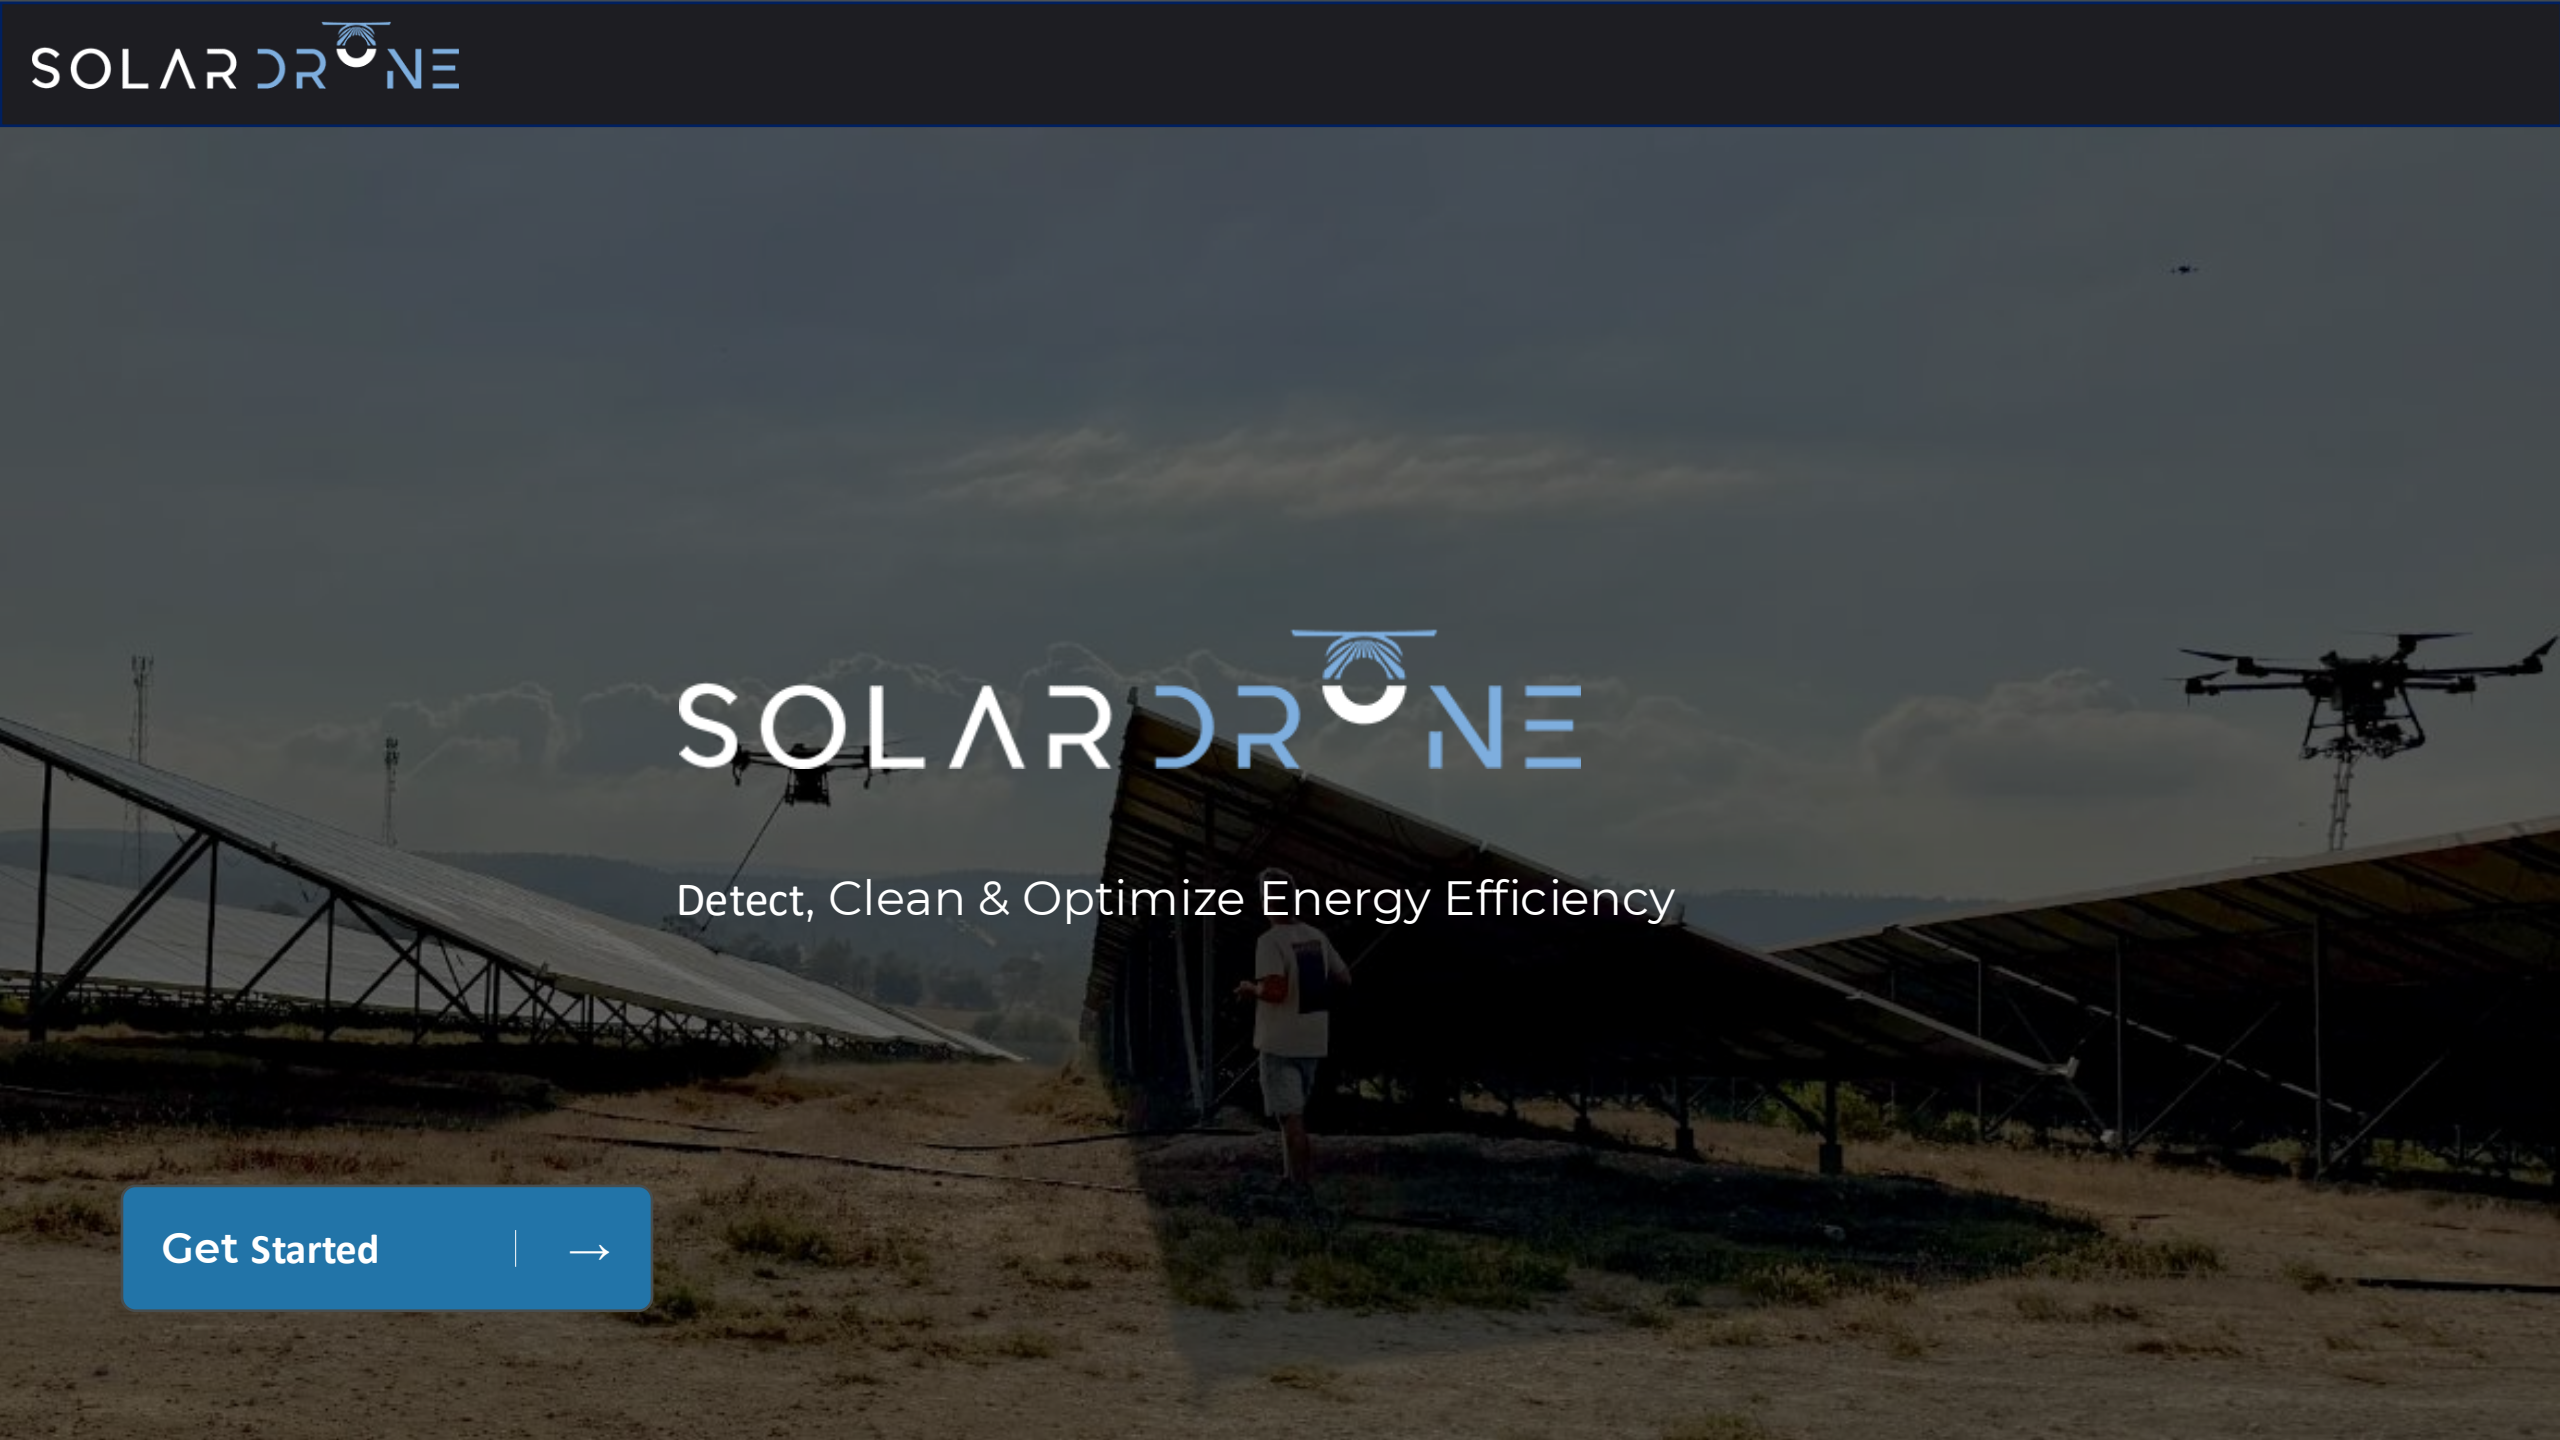 SOLAR DRONE
SOLAR DRONE
Detect, Clean & Optimize Energy Efficiency
Get Started →